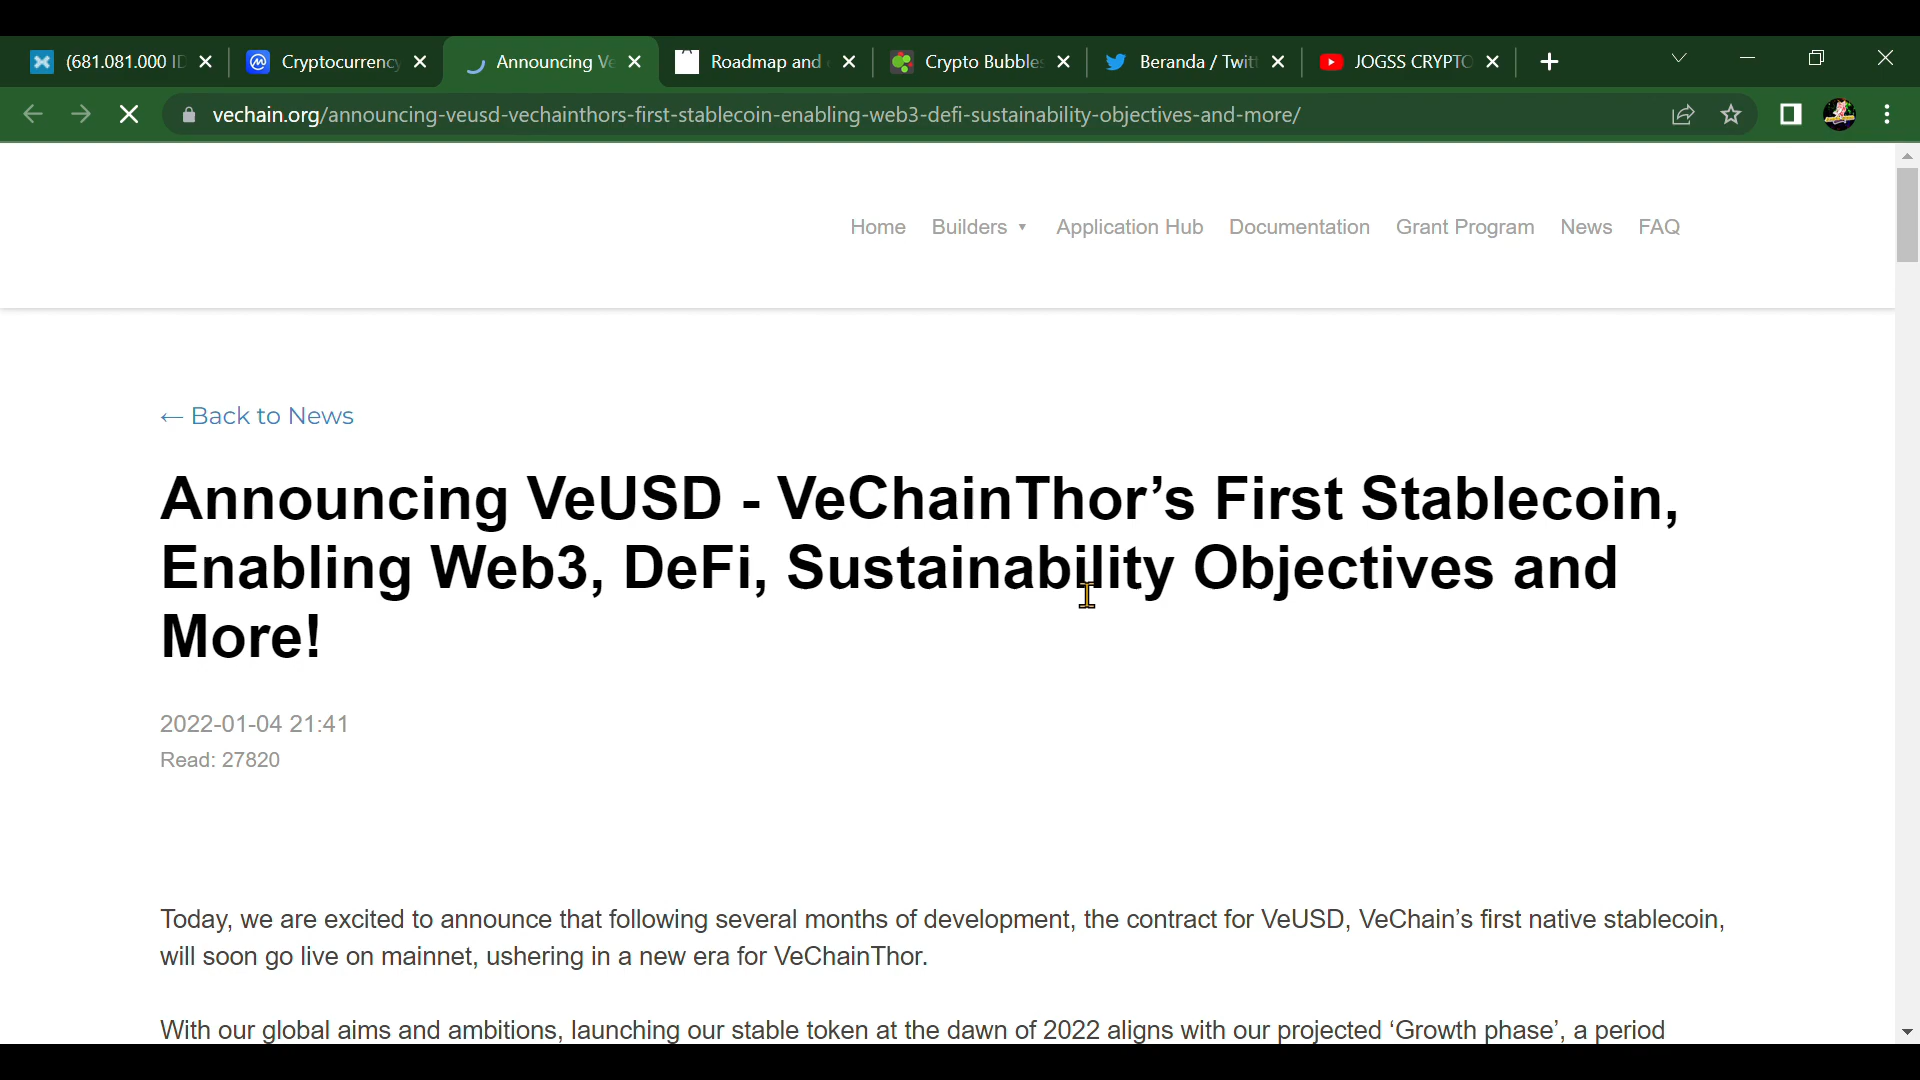 (681.081.000 ID
Cryptocurrency
Announcing Ve
Roadmap and
Crypto Bubbles
Beranda / Twit
JOGSS CRYPTO
vechain.org/announcing-veusd-vechainthors-first-stablecoin-enabling-web3-defi-sustainability-objectives-and-more/
Home Builders ▾ Application Hub Documentation Grant Program News FAQ
← Back to News
Announcing VeUSD - VeChainThor’s First Stablecoin,
Enabling Web3, DeFi, Sustainability Objectives and
More!
2022-01-04 21:41
Read: 27820
Today, we are excited to announce that following several months of development, the contract for VeUSD, VeChain’s first native stablecoin,
will soon go live on mainnet, ushering in a new era for VeChainThor.
With our global aims and ambitions, launching our stable token at the dawn of 2022 aligns with our projected ‘Growth phase’, a period